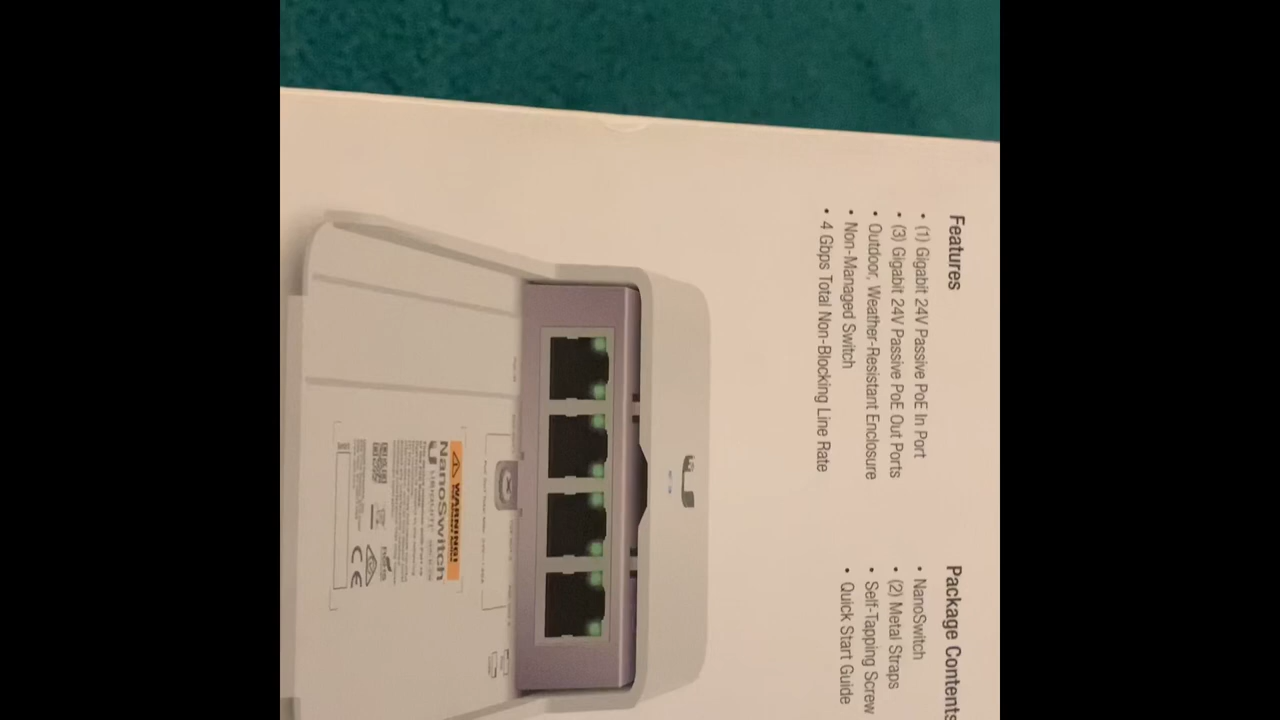 Features
• (1) Gigabit 24V Passive PoE In Port
• (3) Gigabit 24V Passive PoE Out Ports
• Outdoor, Weather-Resistant Enclosure
• Non-Managed Switch
• 4 Gbps Total Non-Blocking Line Rate
Package Contents
• NanoSwitch
• (2) Metal Straps
• Self-Tapping Screw
• Quick Start Guide
WARNING!
NanoSwitch
CE